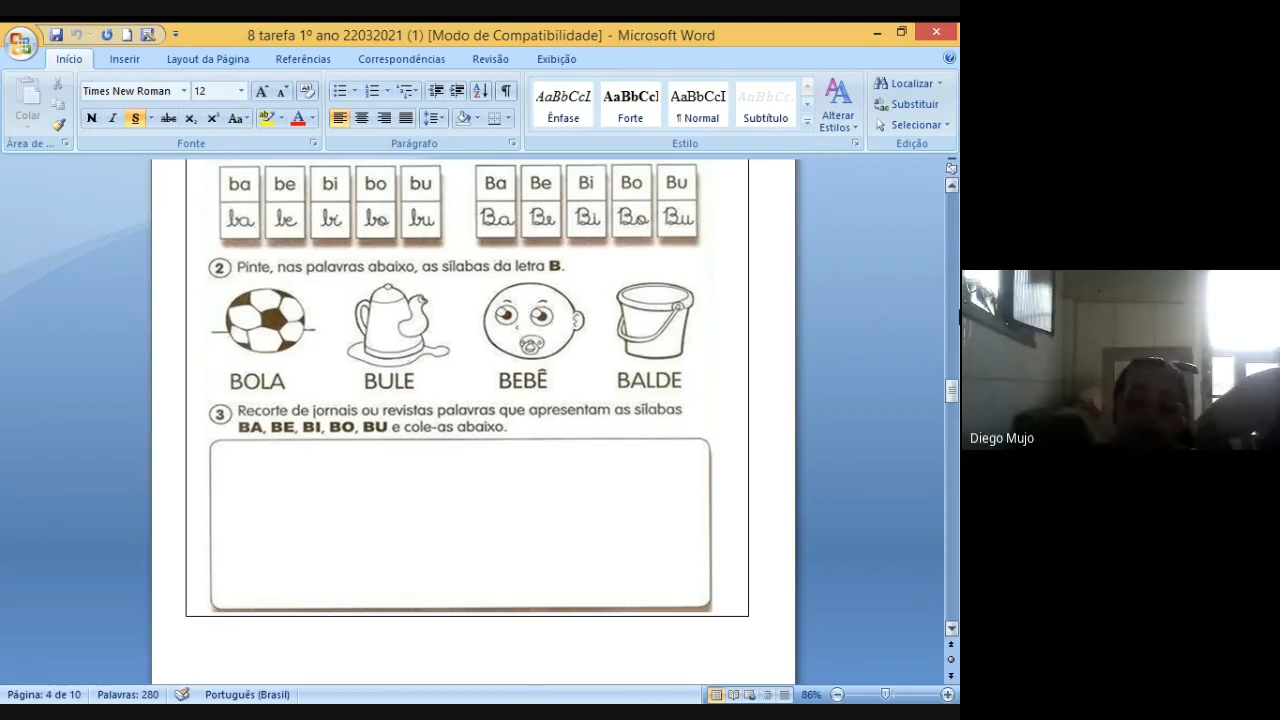 8 tarefa 1º ano 22032021 (1) [Modo de Compatibilidade] - Microsoft Word
Início Inserir Layout da Página Referências Correspondências Revisão Exibição
Colar
Times New Roman 12
N I S abc x₂ x² Aa ab A
AaBbCcI AaBbCcI AaBbCcI AaBbCc.
Ênfase Forte ¶ Normal Subtítulo
Alterar Estilos
Localizar
Substituir
Selecionar
Área de ... Fonte Parágrafo Estilo Edição
ba be bi bo bu Ba Be Bi Bo Bu
ba be bi bo bu Ba Be Bi Bo Bu
2 Pinte, nas palavras abaixo, as sílabas da letra B.
BOLA BULE BEBÊ BALDE
3 Recorte de jornais ou revistas palavras que apresentam as sílabas
BA, BE, BI, BO, BU e cole-as abaixo.
Diego Mujo
Página: 4 de 10 Palavras: 280 Português (Brasil) 86%